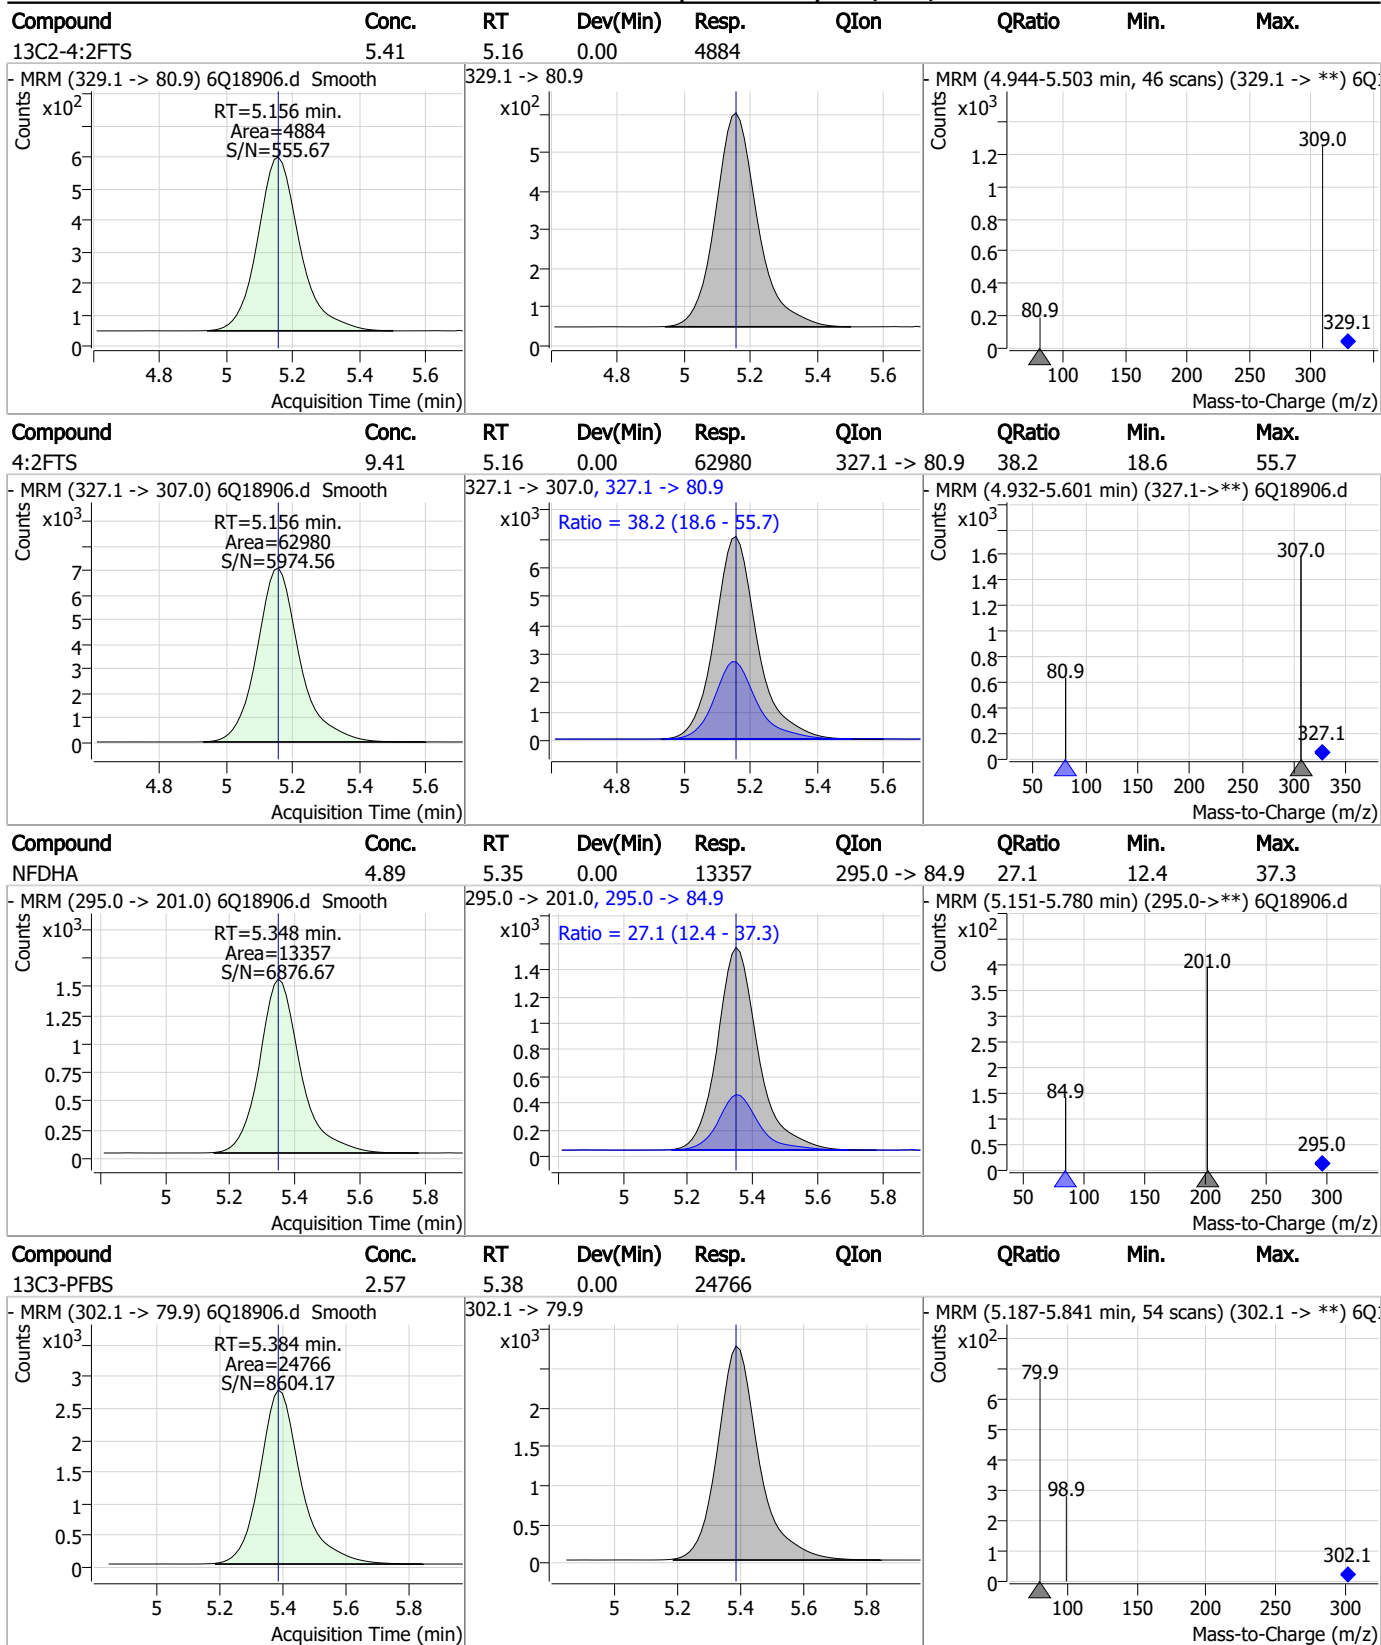 Compound Conc. RT Dev(Min) Resp. QIon QRatio Min. Max.
13C2-4:2FTS 5.41 5.16 0.00 4884
- MRM (329.1 -> 80.9) 6Q18906.d Smooth
Counts
x10²
RT=5.156 min.
Area=4884
S/N=555.67
6
5
4
3
2
1
0
4.8 5 5.2 5.4 5.6
Acquisition Time (min)
329.1 -> 80.9
x10²
5
4
3
2
1
0
4.8 5 5.2 5.4 5.6
- MRM (4.944-5.503 min, 46 scans) (329.1 -> **) 6Q1
Counts
x10³
309.0
1.2
1
0.8
0.6
0.4
0.2
0
80.9
329.1
100 150 200 250 300
Mass-to-Charge (m/z)
Compound Conc. RT Dev(Min) Resp. QIon QRatio Min. Max.
4:2FTS 9.41 5.16 0.00 62980 327.1 -> 80.9 38.2 18.6 55.7
- MRM (327.1 -> 307.0) 6Q18906.d Smooth
Counts
x10³
RT=5.156 min.
Area=62980
S/N=5974.56
7
6
5
4
3
2
1
0
4.8 5 5.2 5.4 5.6
Acquisition Time (min)
327.1 -> 307.0, 327.1 -> 80.9
x10³
Ratio = 38.2 (18.6 - 55.7)
6
5
4
3
2
1
0
4.8 5 5.2 5.4 5.6
- MRM (4.932-5.601 min) (327.1->**) 6Q18906.d
Counts
x10³
307.0
1.6
1.4
1.2
1
0.8
0.6
0.4
0.2
0
80.9
327.1
50 100 150 200 250 300 350
Mass-to-Charge (m/z)
Compound Conc. RT Dev(Min) Resp. QIon QRatio Min. Max.
NFDHA 4.89 5.35 0.00 13357 295.0 -> 84.9 27.1 12.4 37.3
- MRM (295.0 -> 201.0) 6Q18906.d Smooth
Counts
x10³
RT=5.348 min.
Area=13357
S/N=6876.67
1.5
1.25
1
0.75
0.5
0.25
0
5 5.2 5.4 5.6 5.8
Acquisition Time (min)
295.0 -> 201.0, 295.0 -> 84.9
x10³
Ratio = 27.1 (12.4 - 37.3)
1.4
1.2
1
0.8
0.6
0.4
0.2
0
5 5.2 5.4 5.6 5.8
- MRM (5.151-5.780 min) (295.0->**) 6Q18906.d
Counts
x10²
201.0
4
3.5
3
2.5
2
1.5
1
0.5
0
84.9
295.0
50 100 150 200 250 300
Mass-to-Charge (m/z)
Compound Conc. RT Dev(Min) Resp. QIon QRatio Min. Max.
13C3-PFBS 2.57 5.38 0.00 24766
- MRM (302.1 -> 79.9) 6Q18906.d Smooth
Counts
x10³
RT=5.384 min.
Area=24766
S/N=8604.17
3
2.5
2
1.5
1
0.5
0
5 5.2 5.4 5.6 5.8
Acquisition Time (min)
302.1 -> 79.9
x10³
2
1.5
1
0.5
0
5 5.2 5.4 5.6 5.8
- MRM (5.187-5.841 min, 54 scans) (302.1 -> **) 6Q1
Counts
x10²
79.9
6
5
4
3
2
1
0
98.9
302.1
100 150 200 250 300
Mass-to-Charge (m/z)